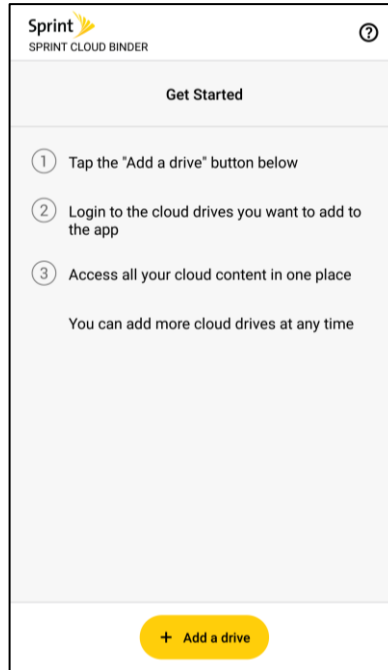 Sprint
SPRINT CLOUD BINDER
?
Get Started
1 Tap the "Add a drive" button below
2 Login to the cloud drives you want to add to
the app
3 Access all your cloud content in one place
You can add more cloud drives at any time
+ Add a drive